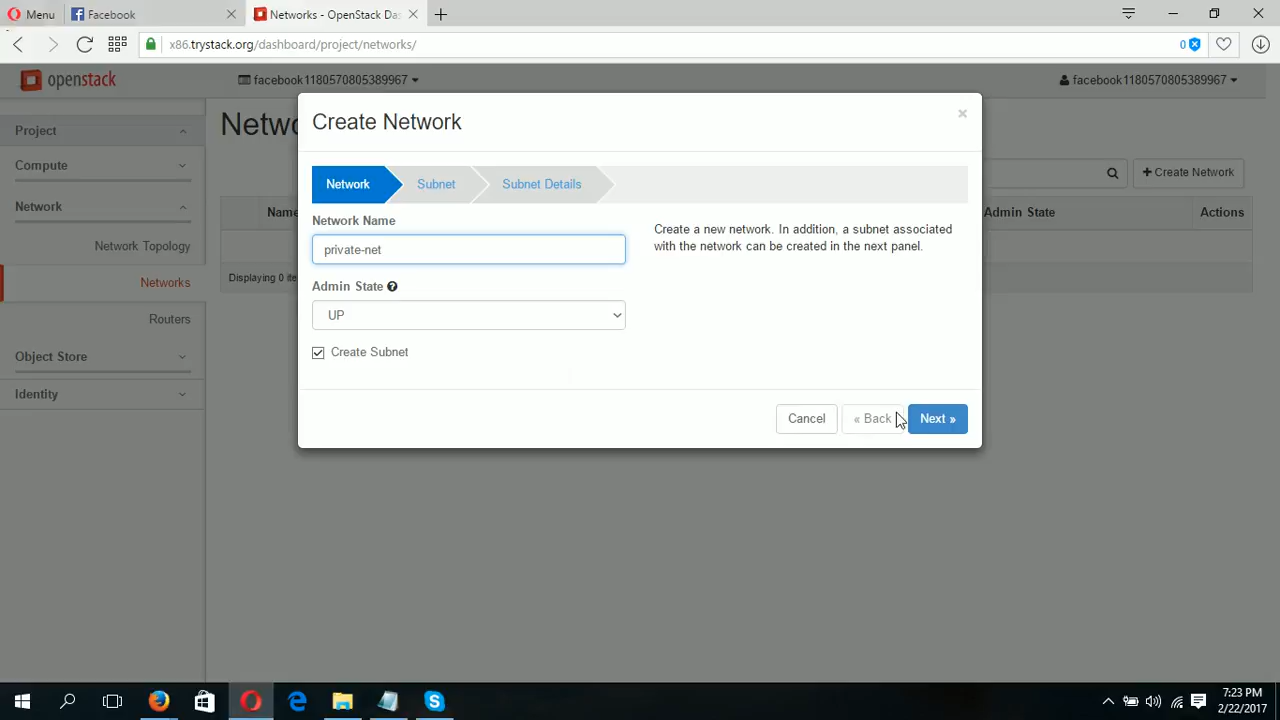 Menu
Facebook
Networks - OpenStack Das
x86.trystack.org/dashboard/project/networks/
0
openstack
facebook1180570805389967
facebook1180570805389967
Project
Compute
Network
Network Topology
Networks
Routers
Object Store
Identity
Netwo
Create Network
Name
Admin State
Actions
Displaying 0 ite
Create Network
×
Network
Subnet
Subnet Details
Network Name
private-net
Admin State
UP
Create Subnet
Create a new network. In addition, a subnet associated
with the network can be created in the next panel.
Cancel
« Back
Next »
7:23 PM
2/22/2017